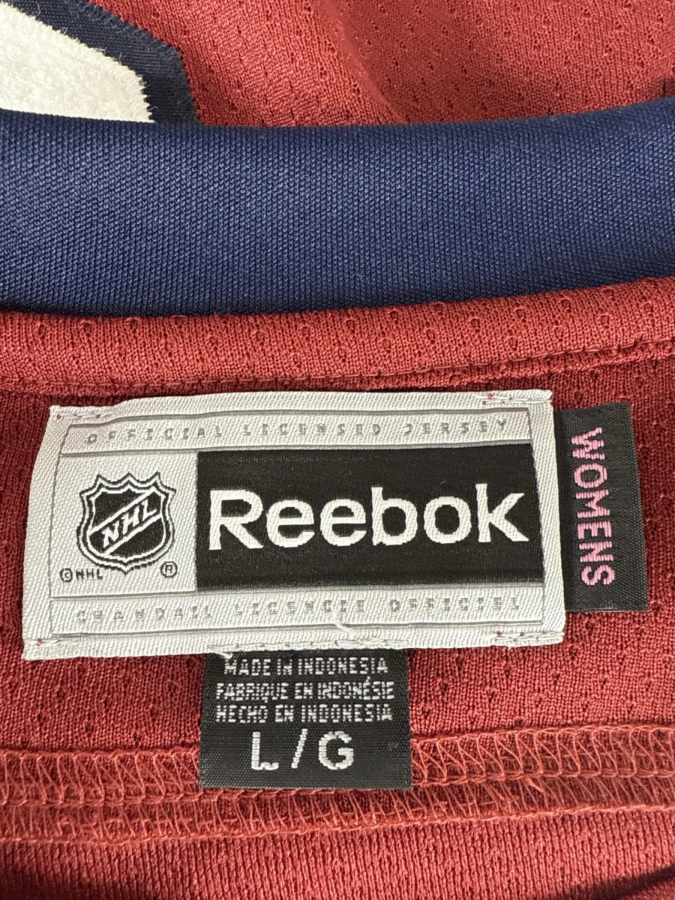 OFFICIAL LICENSED JERSEY
NHL
Reebok
©NHL ®
CHANDAIL LICENCIE OFFICIEL
WOMENS
MADE IN INDONESIA
FABRIQUE EN INDONÉSIE
HECHO EN INDONESIA
L/G